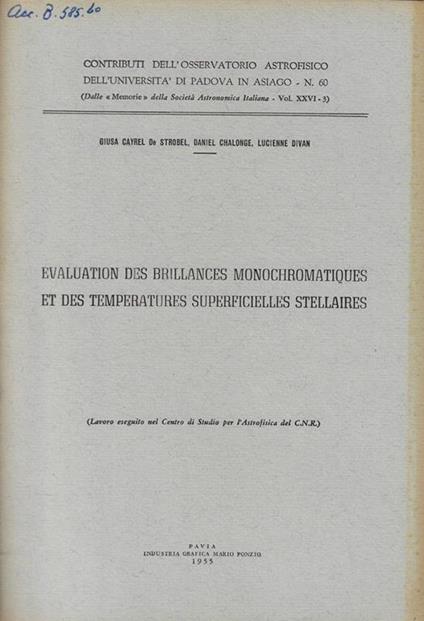 Acc. B. 585.60
CONTRIBUTI DELL'OSSERVATORIO ASTROFISICO
DELL'UNIVERSITA' DI PADOVA IN ASIAGO - N. 60
(Dalle « Memorie » della Società Astronomica Italiana - Vol. XXVI - 3)
GIUSA CAYREL De STROBEL, DANIEL CHALONGE, LUCIENNE DIVAN
EVALUATION DES BRILLANCES MONOCHROMATIQUES
ET DES TEMPERATURES SUPERFICIELLES STELLAIRES
(Lavoro eseguito nel Centro di Studio per l'Astrofisica del C.N.R.)
PAVIA
INDUSTRIA GRAFICA MARIO PONZIO
1955